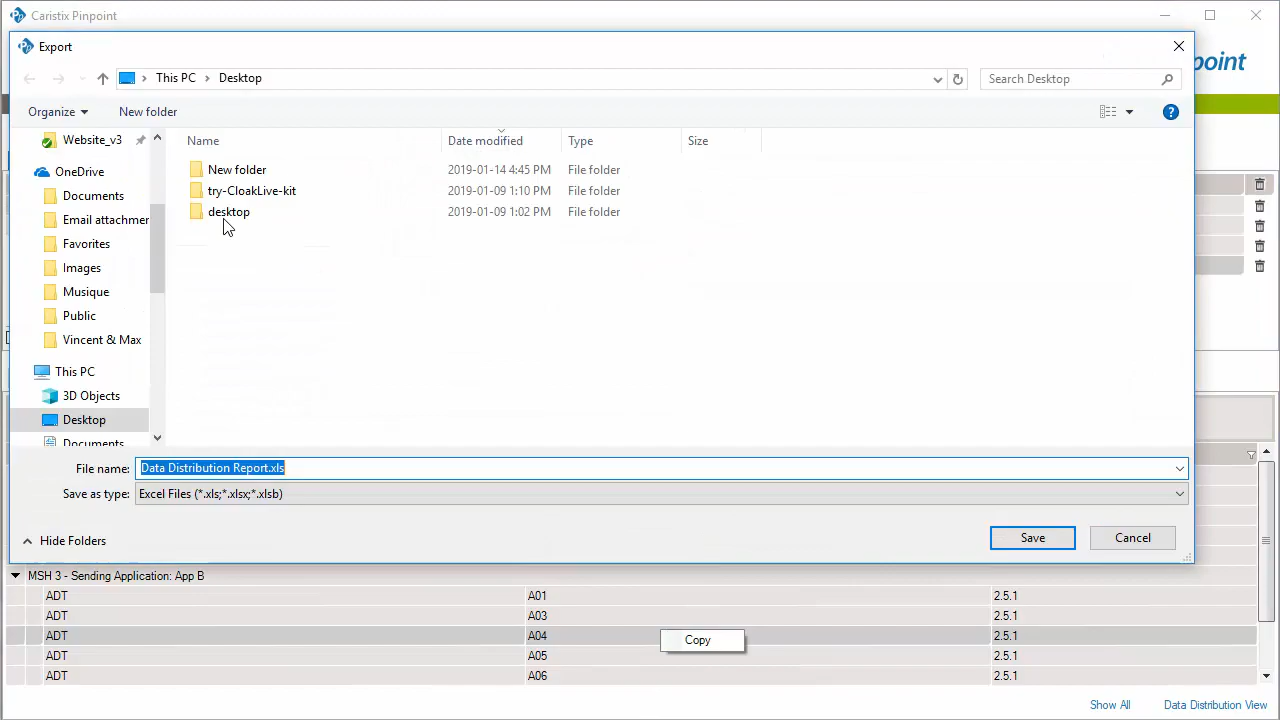 Caristix Pinpoint
Export
point
This PC
Desktop
Search Desktop
Organize
New folder
?
Name
Date modified
Type
Size
Website_v3
OneDrive
Documents
Email attachmer
Favorites
Images
Musique
Public
Vincent & Max
This PC
3D Objects
Desktop
Documents
New folder
2019-01-14 4:45 PM
File folder
try-CloakLive-kit
2019-01-09 1:10 PM
File folder
desktop
2019-01-09 1:02 PM
File folder
File name:
Data Distribution Report.xls
Save as type:
Excel Files (*.xls;*.xlsx;*.xlsb)
Hide Folders
Save
Cancel
MSH 3 - Sending Application: App B
ADT A01 2.5.1
ADT A03 2.5.1
ADT A04 2.5.1
Copy
ADT A05 2.5.1
ADT A06 2.5.1
Show All
Data Distribution View